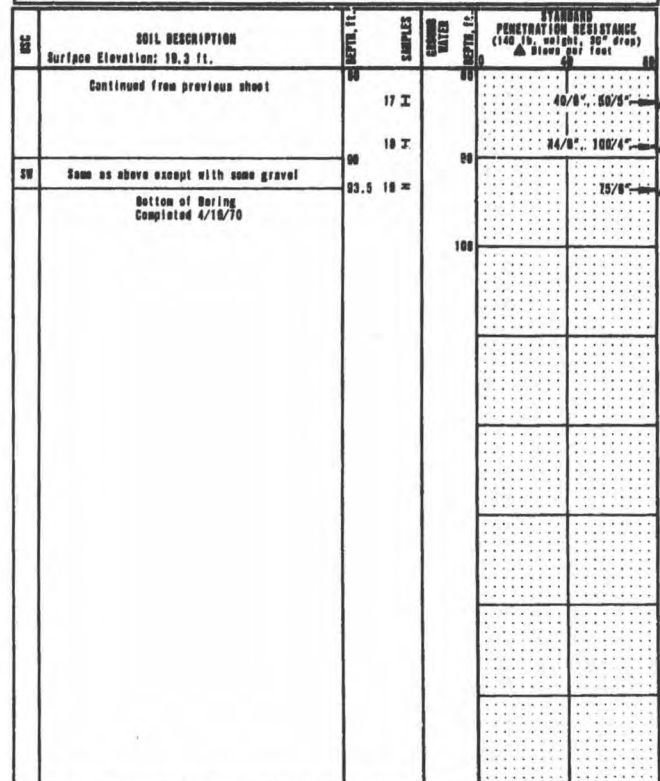 USC
SOIL DESCRIPTION
Surface Elevation: 19.3 ft.
DEPTH, ft.
SAMPLES
GROUND WATER
DEPTH, ft.
STANDARD
PENETRATION RESISTANCE
(140 lb. weight, 30" drop)
▲ Blows per foot
0 40 80
Continued from previous sheet
80
80
17
40/6", 50/5"
18
44/6", 100/4"
90
90
SW
Same as above except with some gravel
93.5
75/6"
Bottom of Boring
Completed 4/16/70
100